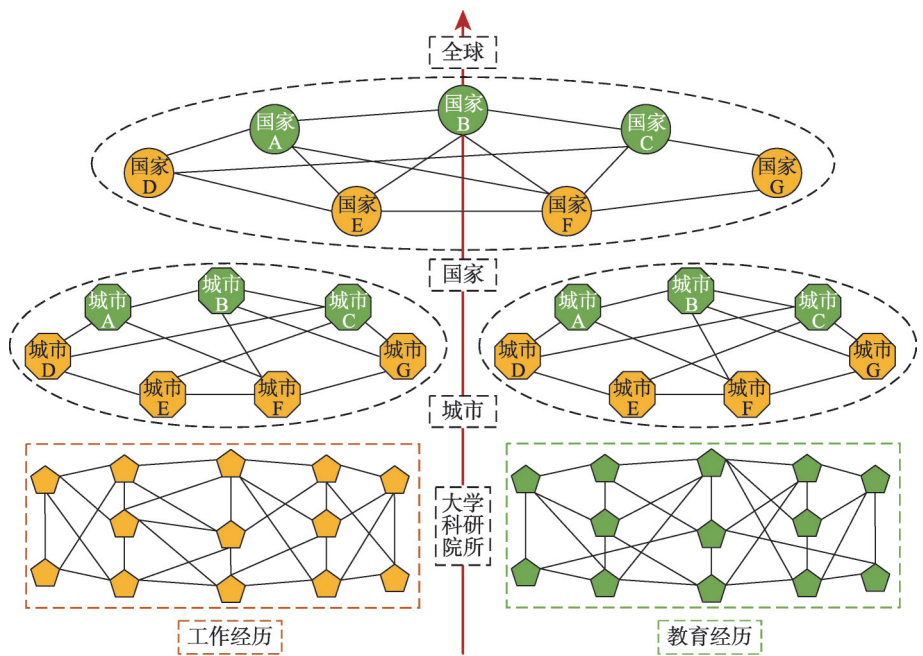 全球
国家
A
国家
B
国家
C
国家
D
国家
E
国家
F
国家
G
国家
城市
A
城市
B
城市
C
城市
D
城市
E
城市
F
城市
G
城市
A
城市
B
城市
C
城市
D
城市
E
城市
F
城市
G
城市
大学
科研
院所
工作经历
教育经历